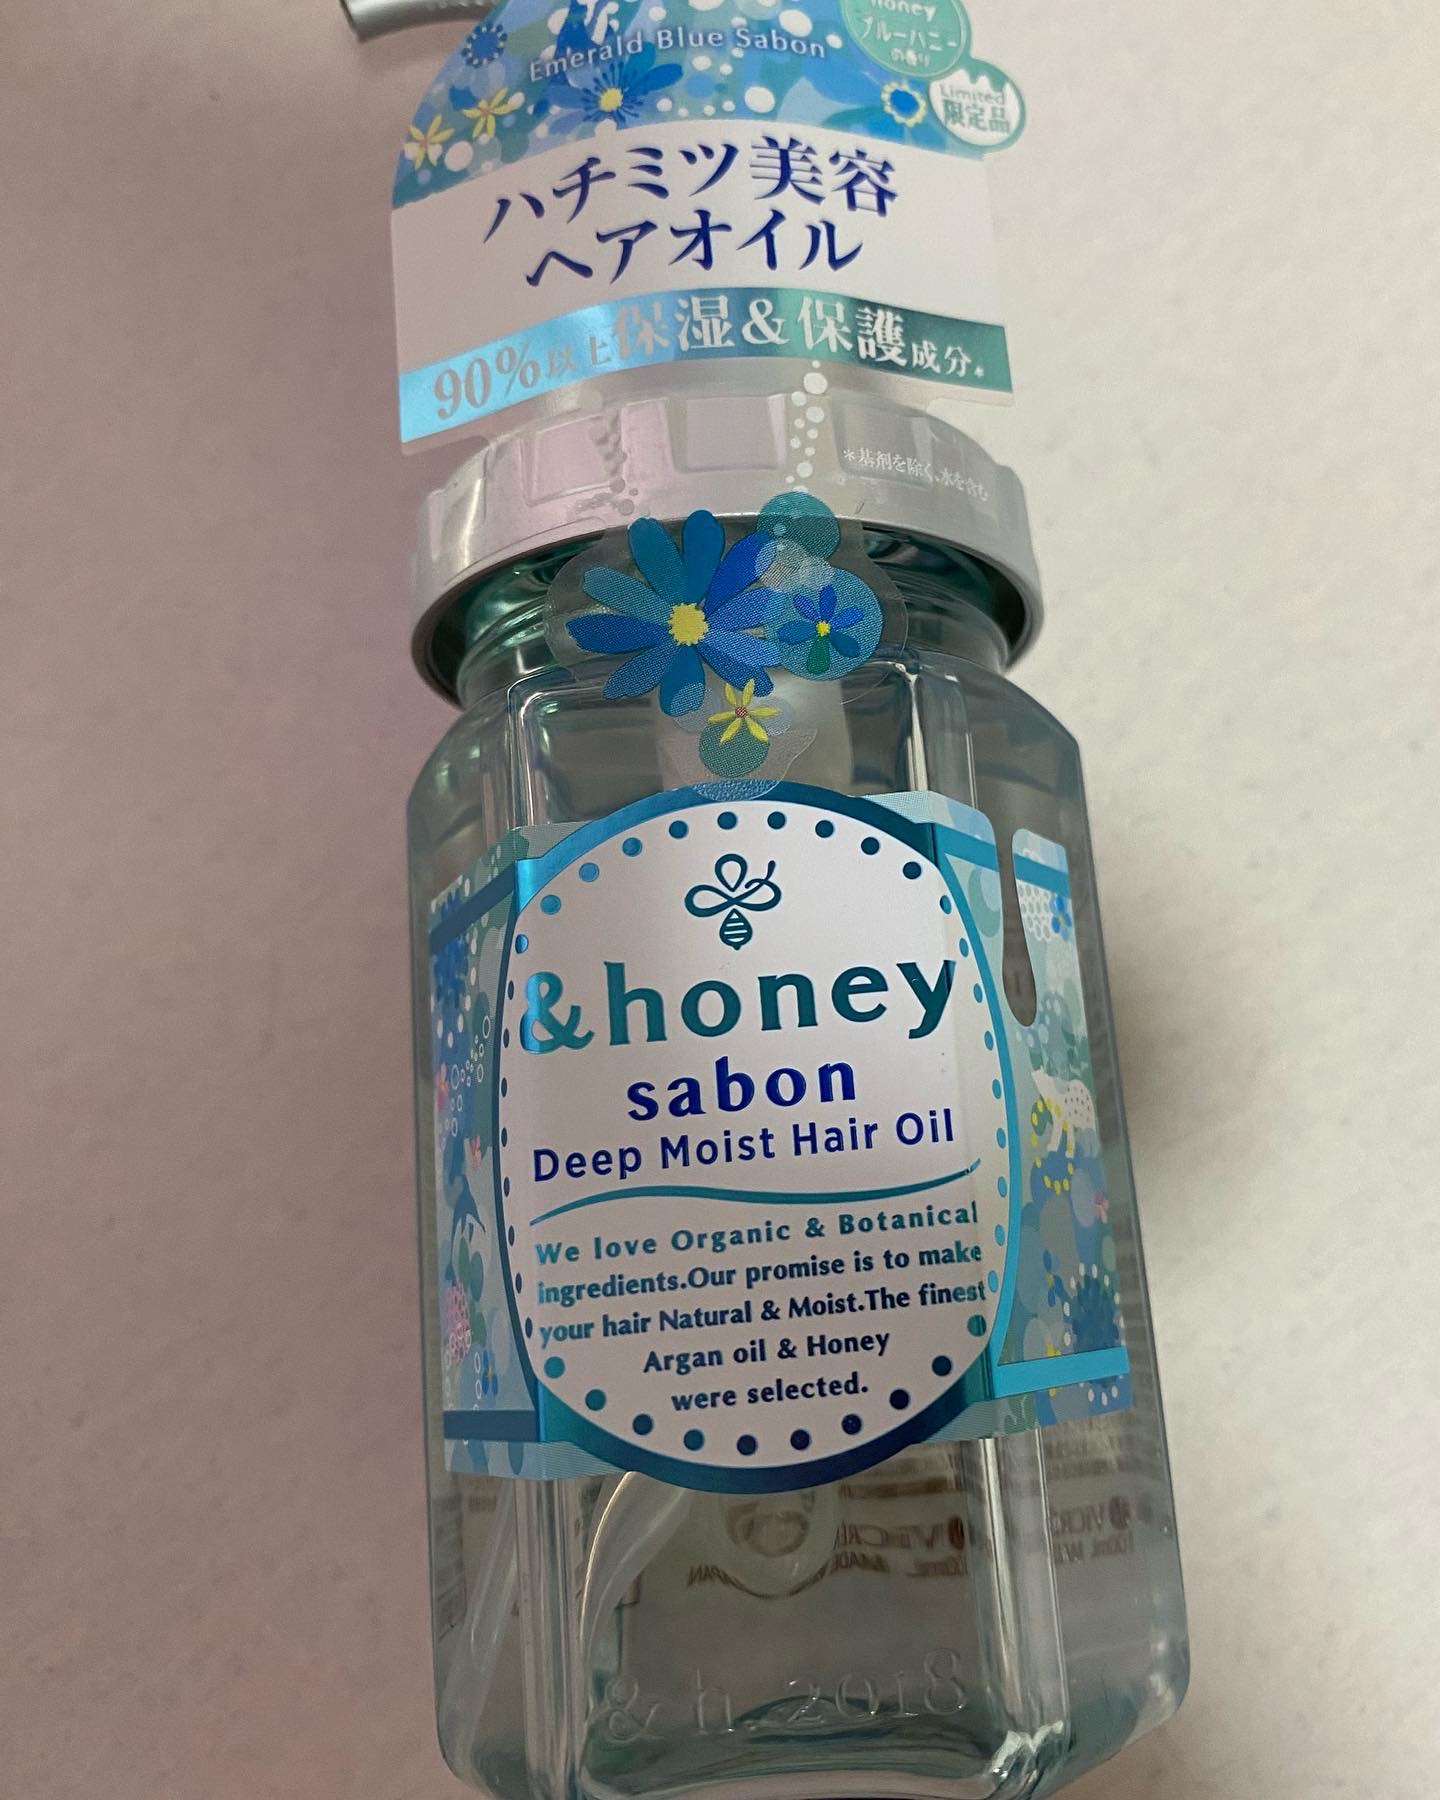 honey
ブルーハニー
の香り
Emerald Blue Sabon
Limited
限定品
ハチミツ美容
ヘアオイル
90%以上保湿&保護成分*
*基剤を除く、水を含む
&honey
sabon
Deep Moist Hair Oil
We love Organic & Botanical
ingredients.Our promise is to make
your hair Natural & Moist.The finest
Argan oil & Honey
were selected.
& h_2018